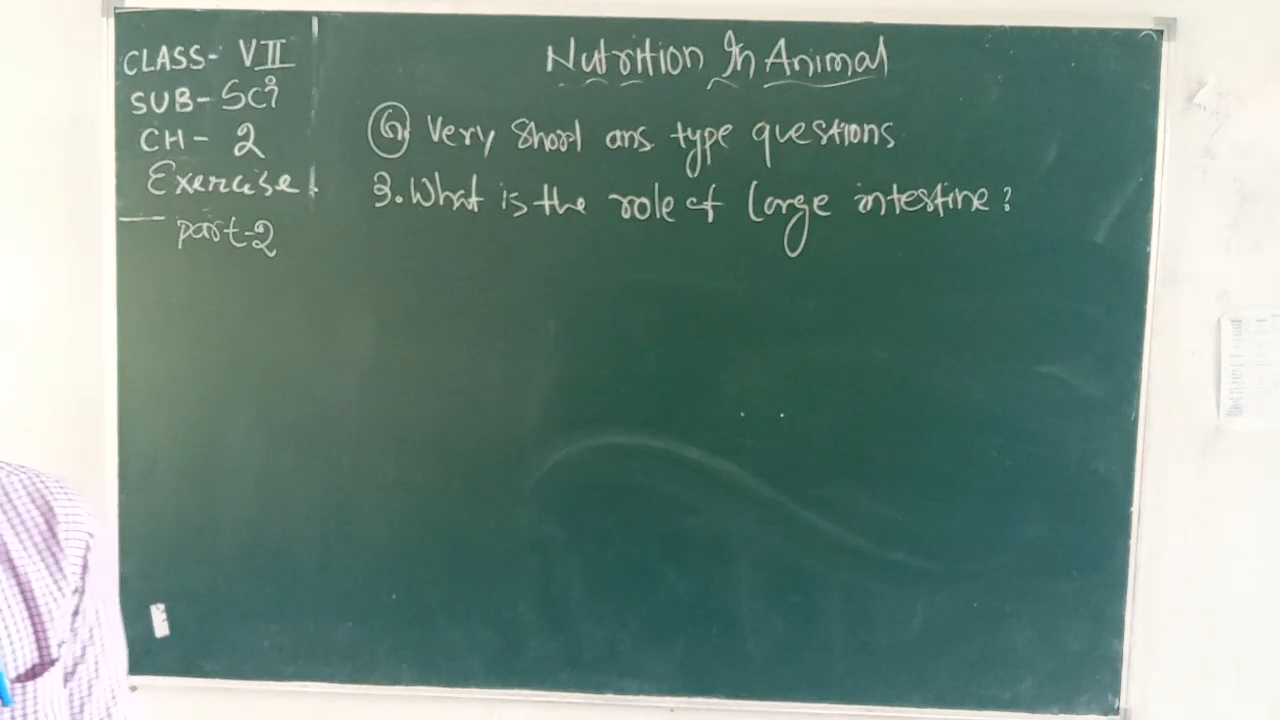 CLASS- VII
SUB- Sci
CH- 2
Exercise
part-2
Nutrition In Animal
Very Short ans. type questions
3. What is the role of Large intestine?